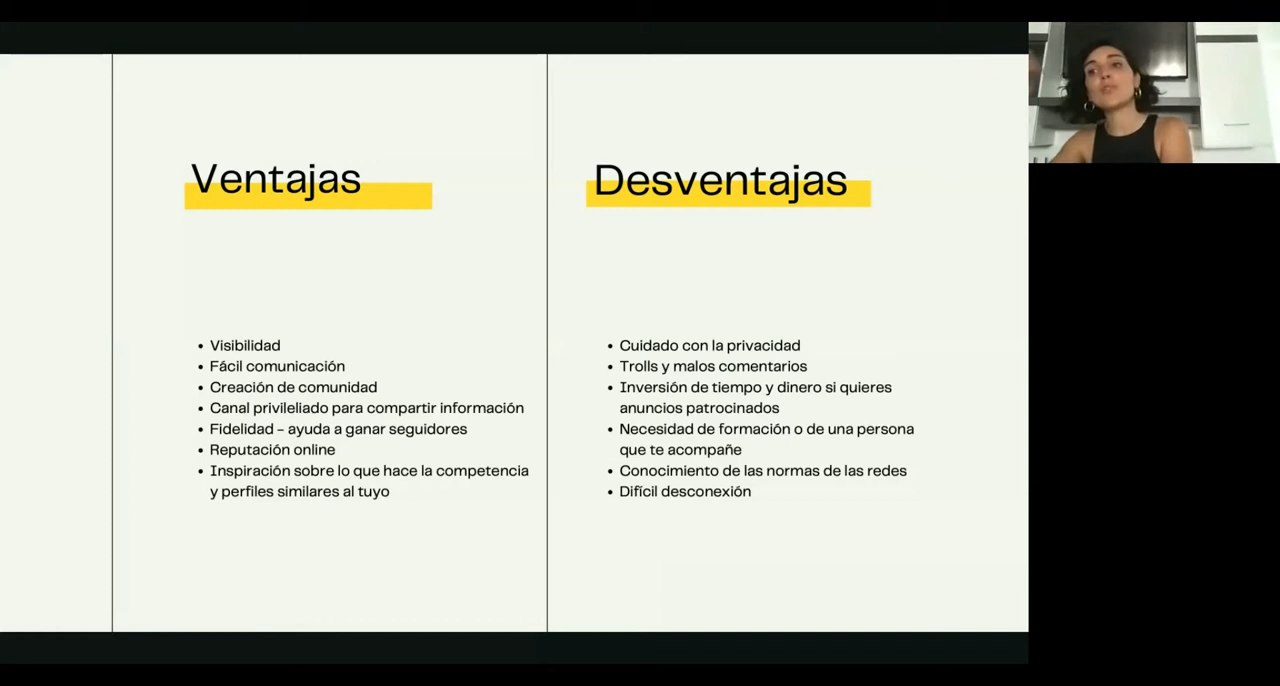 Ventajas
• Visibilidad
• Fácil comunicación
• Creación de comunidad
• Canal privileliado para compartir información
• Fidelidad - ayuda a ganar seguidores
• Reputación online
• Inspiración sobre lo que hace la competencia
y perfiles similares al tuyo
Desventajas
• Cuidado con la privacidad
• Trolls y malos comentarios
• Inversión de tiempo y dinero si quieres
anuncios patrocinados
• Necesidad de formación o de una persona
que te acompañe
• Conocimiento de las normas de las redes
• Difícil desconexión